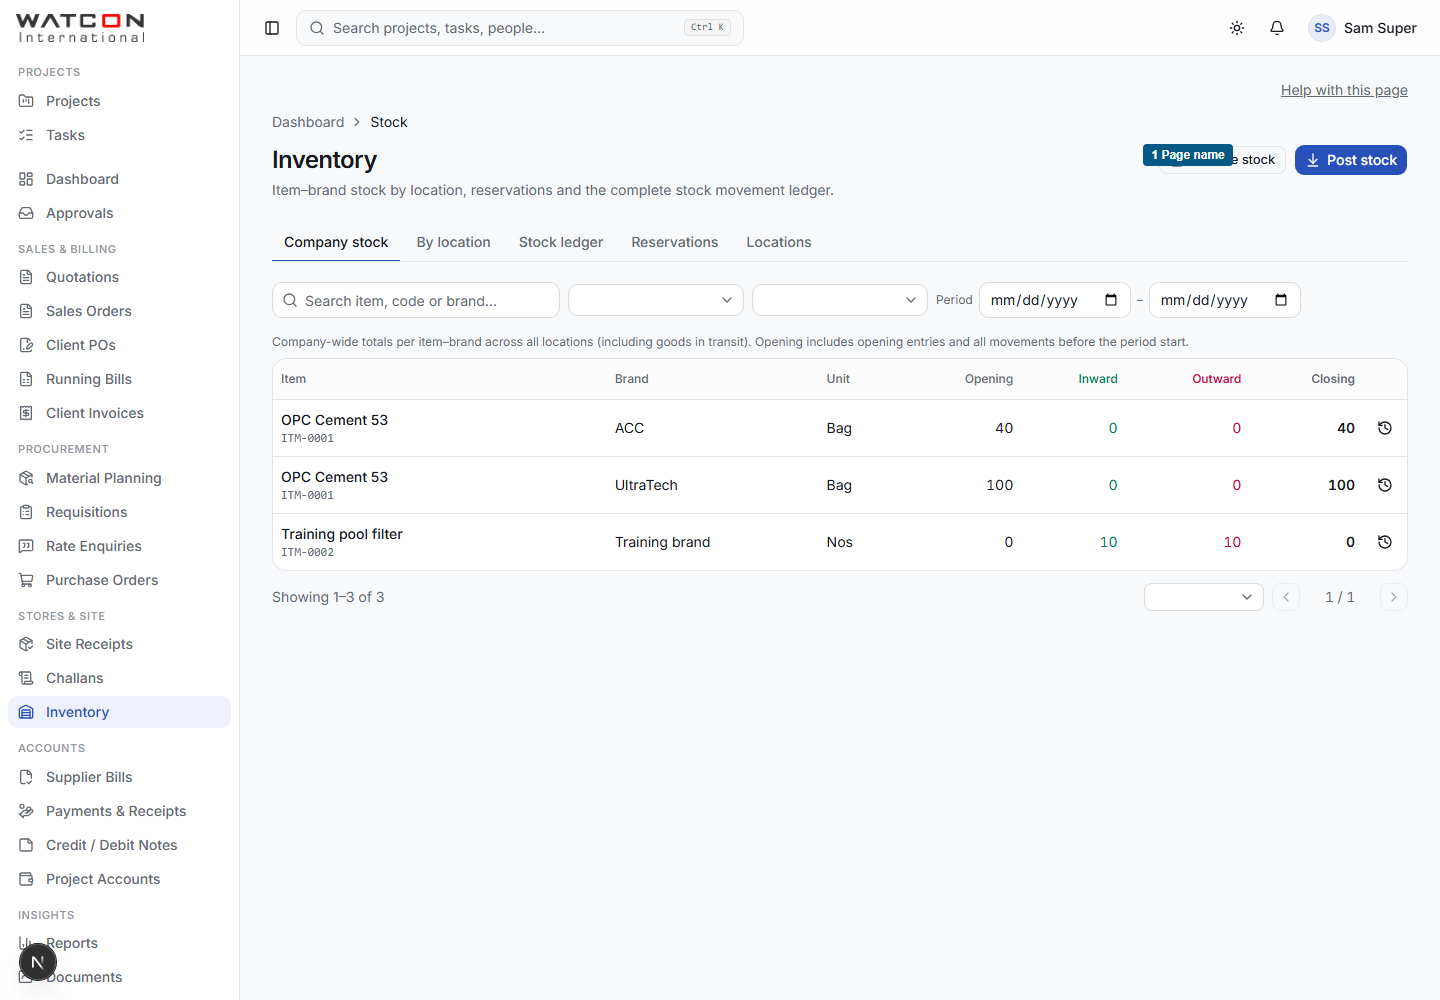 WATCON
International
Search projects, tasks, people...
Ctrl K
SS
Sam Super
PROJECTS
Projects
Tasks
Dashboard
Approvals
SALES & BILLING
Quotations
Sales Orders
Client POs
Running Bills
Client Invoices
PROCUREMENT
Material Planning
Requisitions
Rate Enquiries
Purchase Orders
STORES & SITE
Site Receipts
Challans
Inventory
ACCOUNTS
Supplier Bills
Payments & Receipts
Credit / Debit Notes
Project Accounts
INSIGHTS
Reports
Documents
N
Help with this page
Dashboard > Stock
Inventory
1 Page name
stock
Post stock
Item–brand stock by location, reservations and the complete stock movement ledger.
Company stock By location Stock ledger Reservations Locations
Search item, code or brand...
Period mm/dd/yyyy – mm/dd/yyyy
Company-wide totals per item–brand across all locations (including goods in transit). Opening includes opening entries and all movements before the period start.
Item Brand Unit Opening Inward Outward Closing
OPC Cement 53 ACC Bag 40 0 0 40
ITM-0001
OPC Cement 53 UltraTech Bag 100 0 0 100
ITM-0001
Training pool filter Training brand Nos 0 10 10 0
ITM-0002
Showing 1–3 of 3
1 / 1